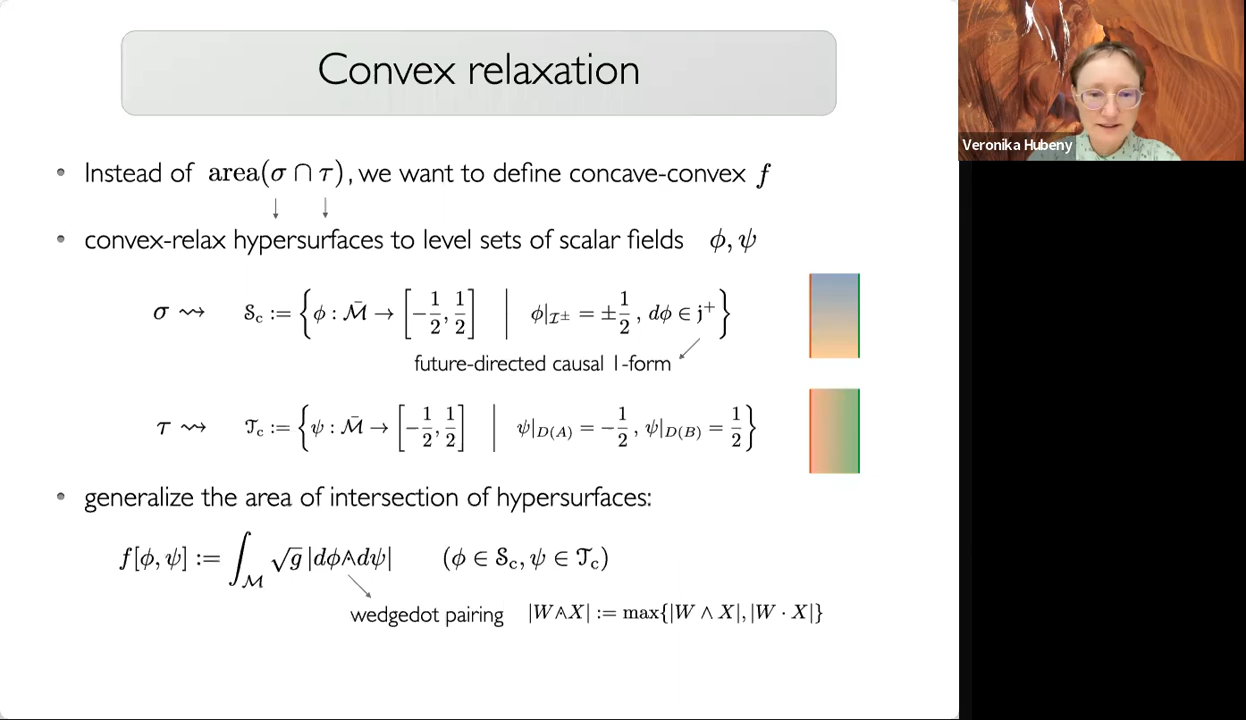 Convex relaxation
• Instead of area(σ ∩ τ), we want to define concave-convex f
• convex-relax hypersurfaces to level sets of scalar fields ϕ, ψ
σ ⇝ 𝒮c := {ϕ : ℳ̄ → [−1/2, 1/2] | ϕ|ℐ± = ±1/2, dϕ ∈ j⁺}
future-directed causal 1-form
τ ⇝ 𝒯c := {ψ : ℳ̄ → [−1/2, 1/2] | ψ|D(A) = −1/2, ψ|D(B) = 1/2}
• generalize the area of intersection of hypersurfaces:
f[ϕ, ψ] := ∫ℳ √g |dϕ⩑dψ| (ϕ ∈ 𝒮c, ψ ∈ 𝒯c)
wedgedot pairing |W⩑X| := max{|W ∧ X|, |W · X|}
Veronika Hubeny